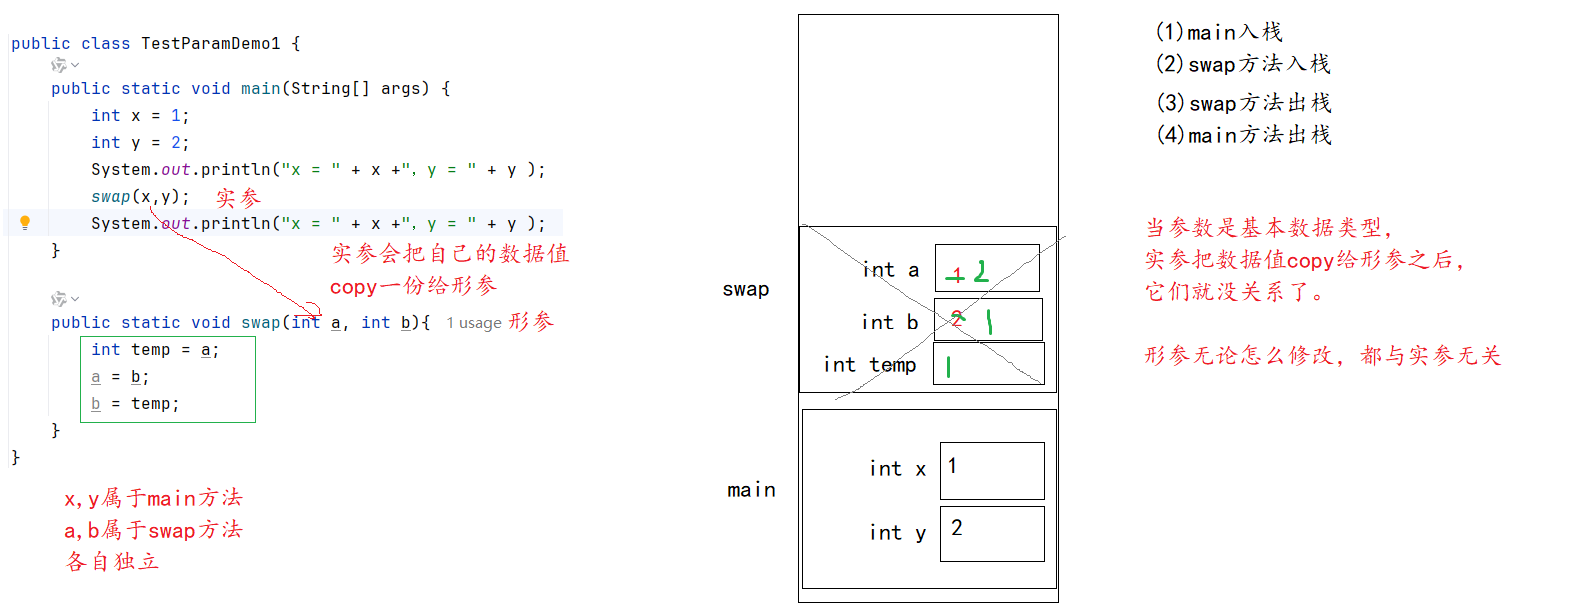 public class TestParamDemo1 {
public static void main(String[] args) {
int x = 1;
int y = 2;
System.out.println("x = " + x +", y = " + y );
swap(x,y); 实参
System.out.println("x = " + x +", y = " + y );
}
实参会把自己的数据值
copy一份给形参
public static void swap(int a, int b){ 1 usage 形参
int temp = a;
a = b;
b = temp;
}
}
x,y属于main方法
a,b属于swap方法
各自独立
swap
int a 1 2
int b 2 1
int temp 1
main
int x 1
int y 2
(1)main入栈
(2)swap方法入栈
(3)swap方法出栈
(4)main方法出栈
当参数是基本数据类型，
实参把数据值copy给形参之后，
它们就没关系了。
形参无论怎么修改，都与实参无关